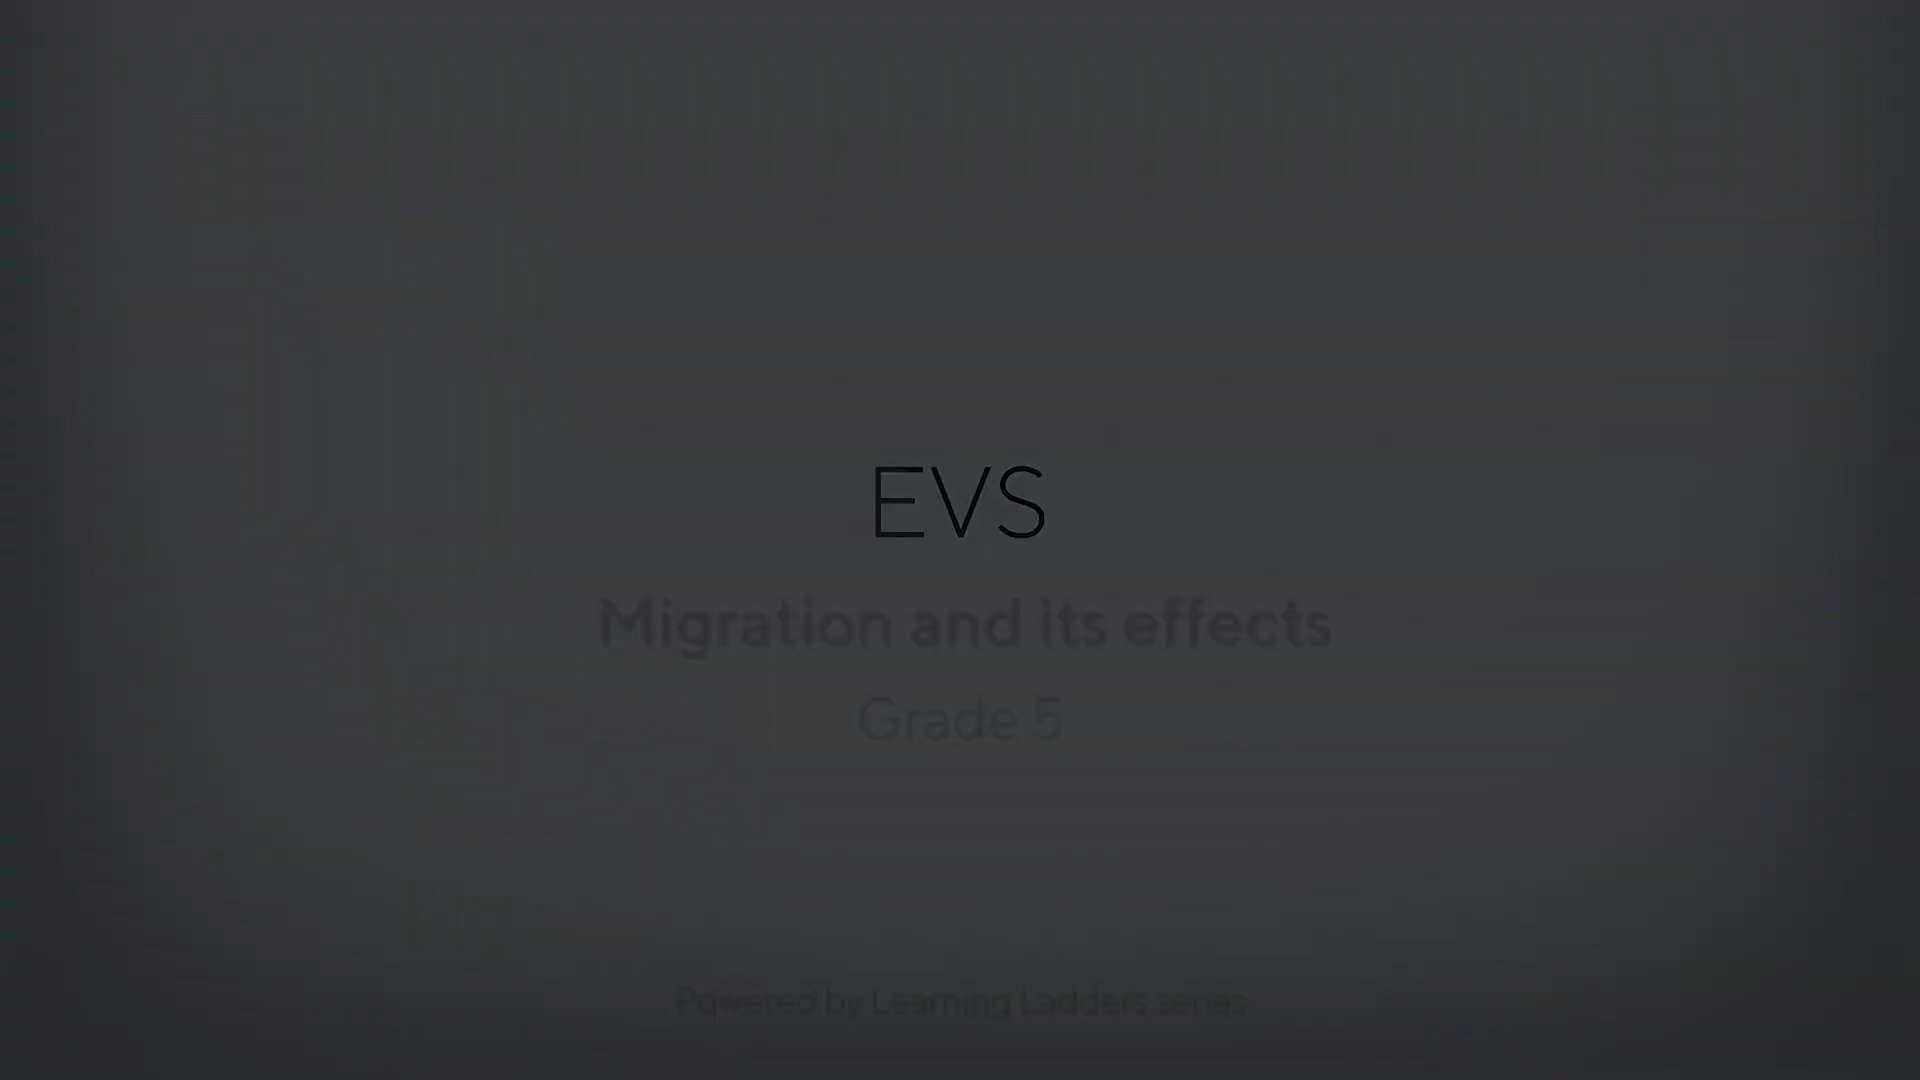 EVS
Migration and its effects
Grade 5
Powered by Learning Ladders series